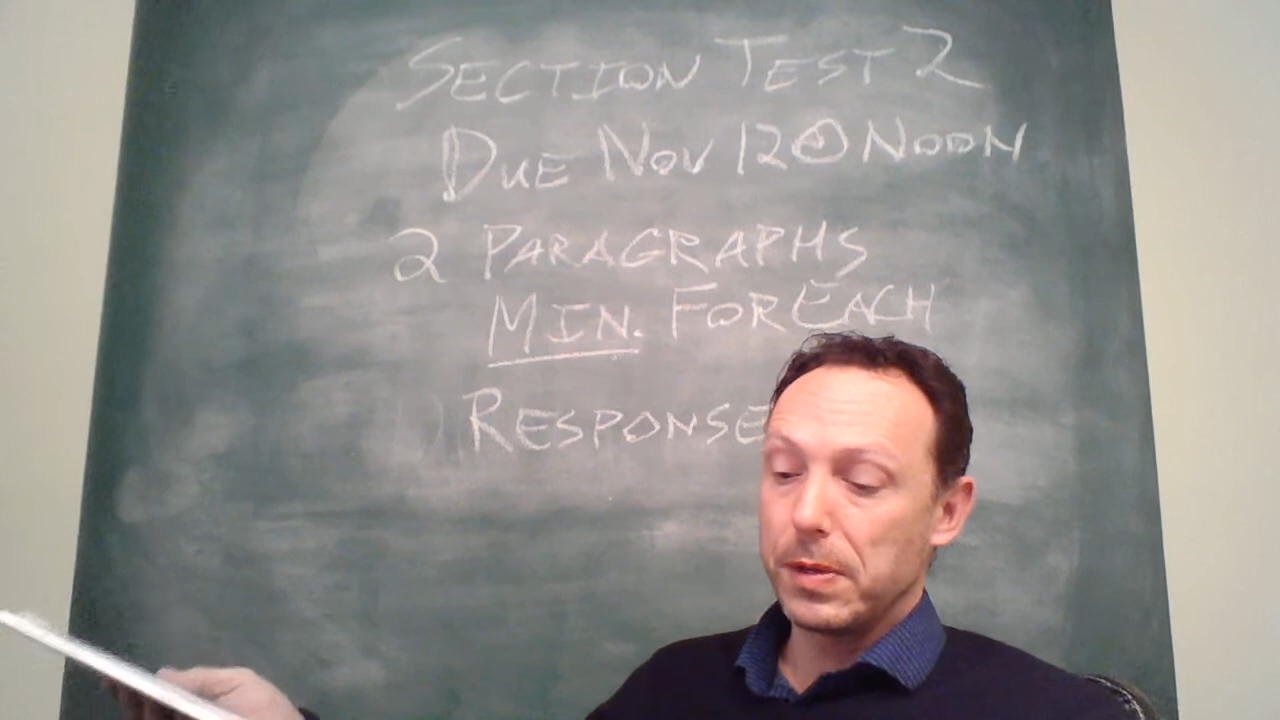 SECTION TEST 2
DUE NOV 12 @ NOON
2 PARAGRAPHS
MIN. FOR EACH
RESPONSE